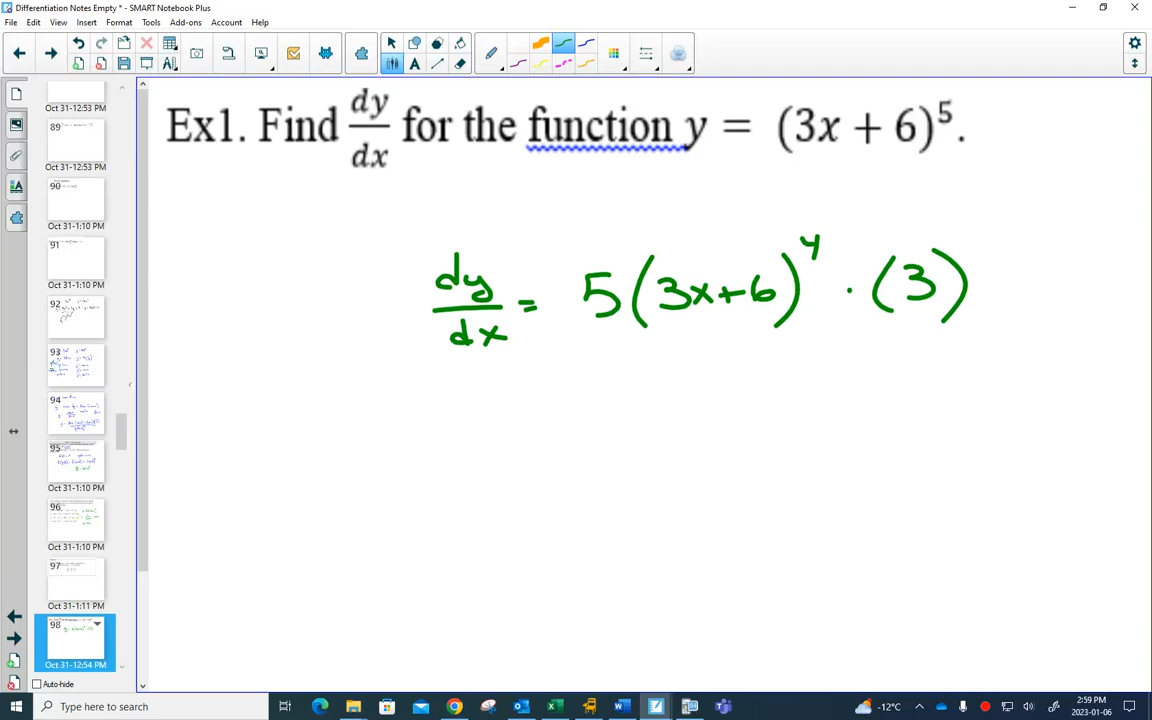 Differentiation Notes Empty * - SMART Notebook Plus
File Edit View Insert Format Tools Add-ons Account Help
Oct 31-12:53 PM
89
Oct 31-12:53 PM
90
Oct 31-1:10 PM
91
Oct 31-1:10 PM
92
93
94
95
Oct 31-1:10 PM
96
Oct 31-1:10 PM
97
Oct 31-1:11 PM
98
Oct 31-12:54 PM
Auto-hide
Ex1. Find dy/dx for the function y = (3x + 6)^5.
dy/dx = 5(3x+6)^4 · (3)
Type here to search
-12°C
2:59 PM
2023-01-06